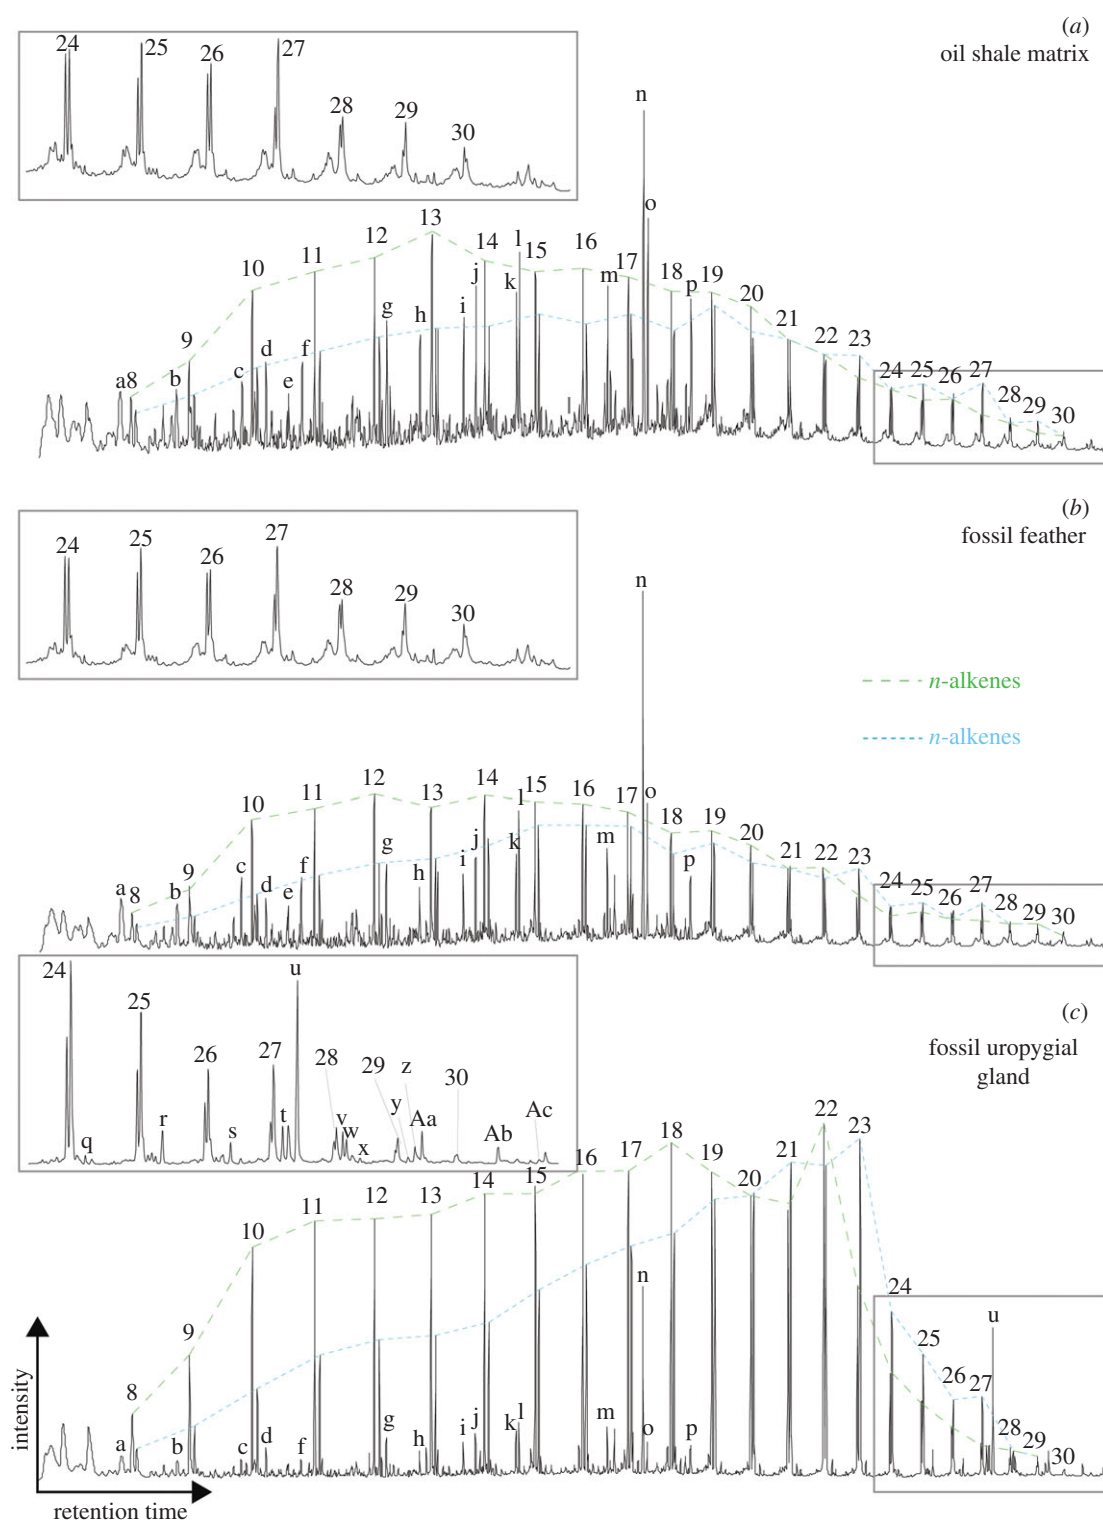 (a)
oil shale matrix
24 25 26 27 28 29 30
a 8 9 b 10 c d e 11 f 12 g h 13 i j 14 k l 15 16 m 17 n o 18 p 19 20 21 22 23 24 25 26 27 28 29 30
(b)
fossil feather
24 25 26 27 28 29 30
n-alkenes
n-alkenes
a 8 b 9 c 10 d e f 11 12 g h 13 i j 14 k l 15 16 m 17 n o 18 p 19 20 21 22 23 24 25 26 27 28 29 30
(c)
fossil uropygial
gland
24 q 25 r 26 s 27 t u 28 v w x 29 y z Aa 30 Ab Ac
8 a b 9 c 10 d f 11 12 g h 13 i j 14 k l 15 16 m 17 n o 18 p 19 20 21 22 23 24 25 26 27 u 28 29 30
intensity
retention time